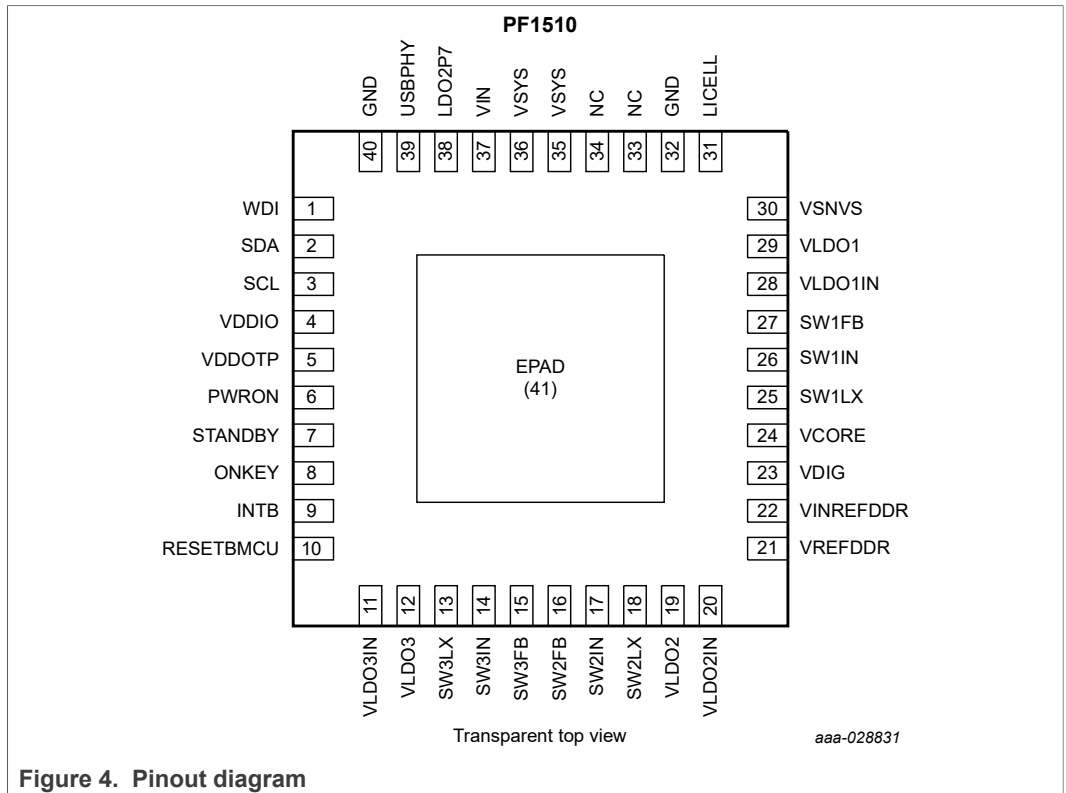 PF1510
GND
USBPHY
LDO2P7
VIN
VSYS
VSYS
NC
NC
GND
LICELL
40
39
38
37
36
35
34
33
32
31
WDI 1
SDA 2
SCL 3
VDDIO 4
VDDOTP 5
PWRON 6
STANDBY 7
ONKEY 8
INTB 9
RESETBMCU 10
EPAD
(41)
30 VSNVS
29 VLDO1
28 VLDO1IN
27 SW1FB
26 SW1IN
25 SW1LX
24 VCORE
23 VDIG
22 VINREFDDR
21 VREFDDR
11
12
13
14
15
16
17
18
19
20
VLDO3IN
VLDO3
SW3LX
SW3IN
SW3FB
SW2FB
SW2IN
SW2LX
VLDO2
VLDO2IN
Transparent top view
aaa-028831
Figure 4. Pinout diagram